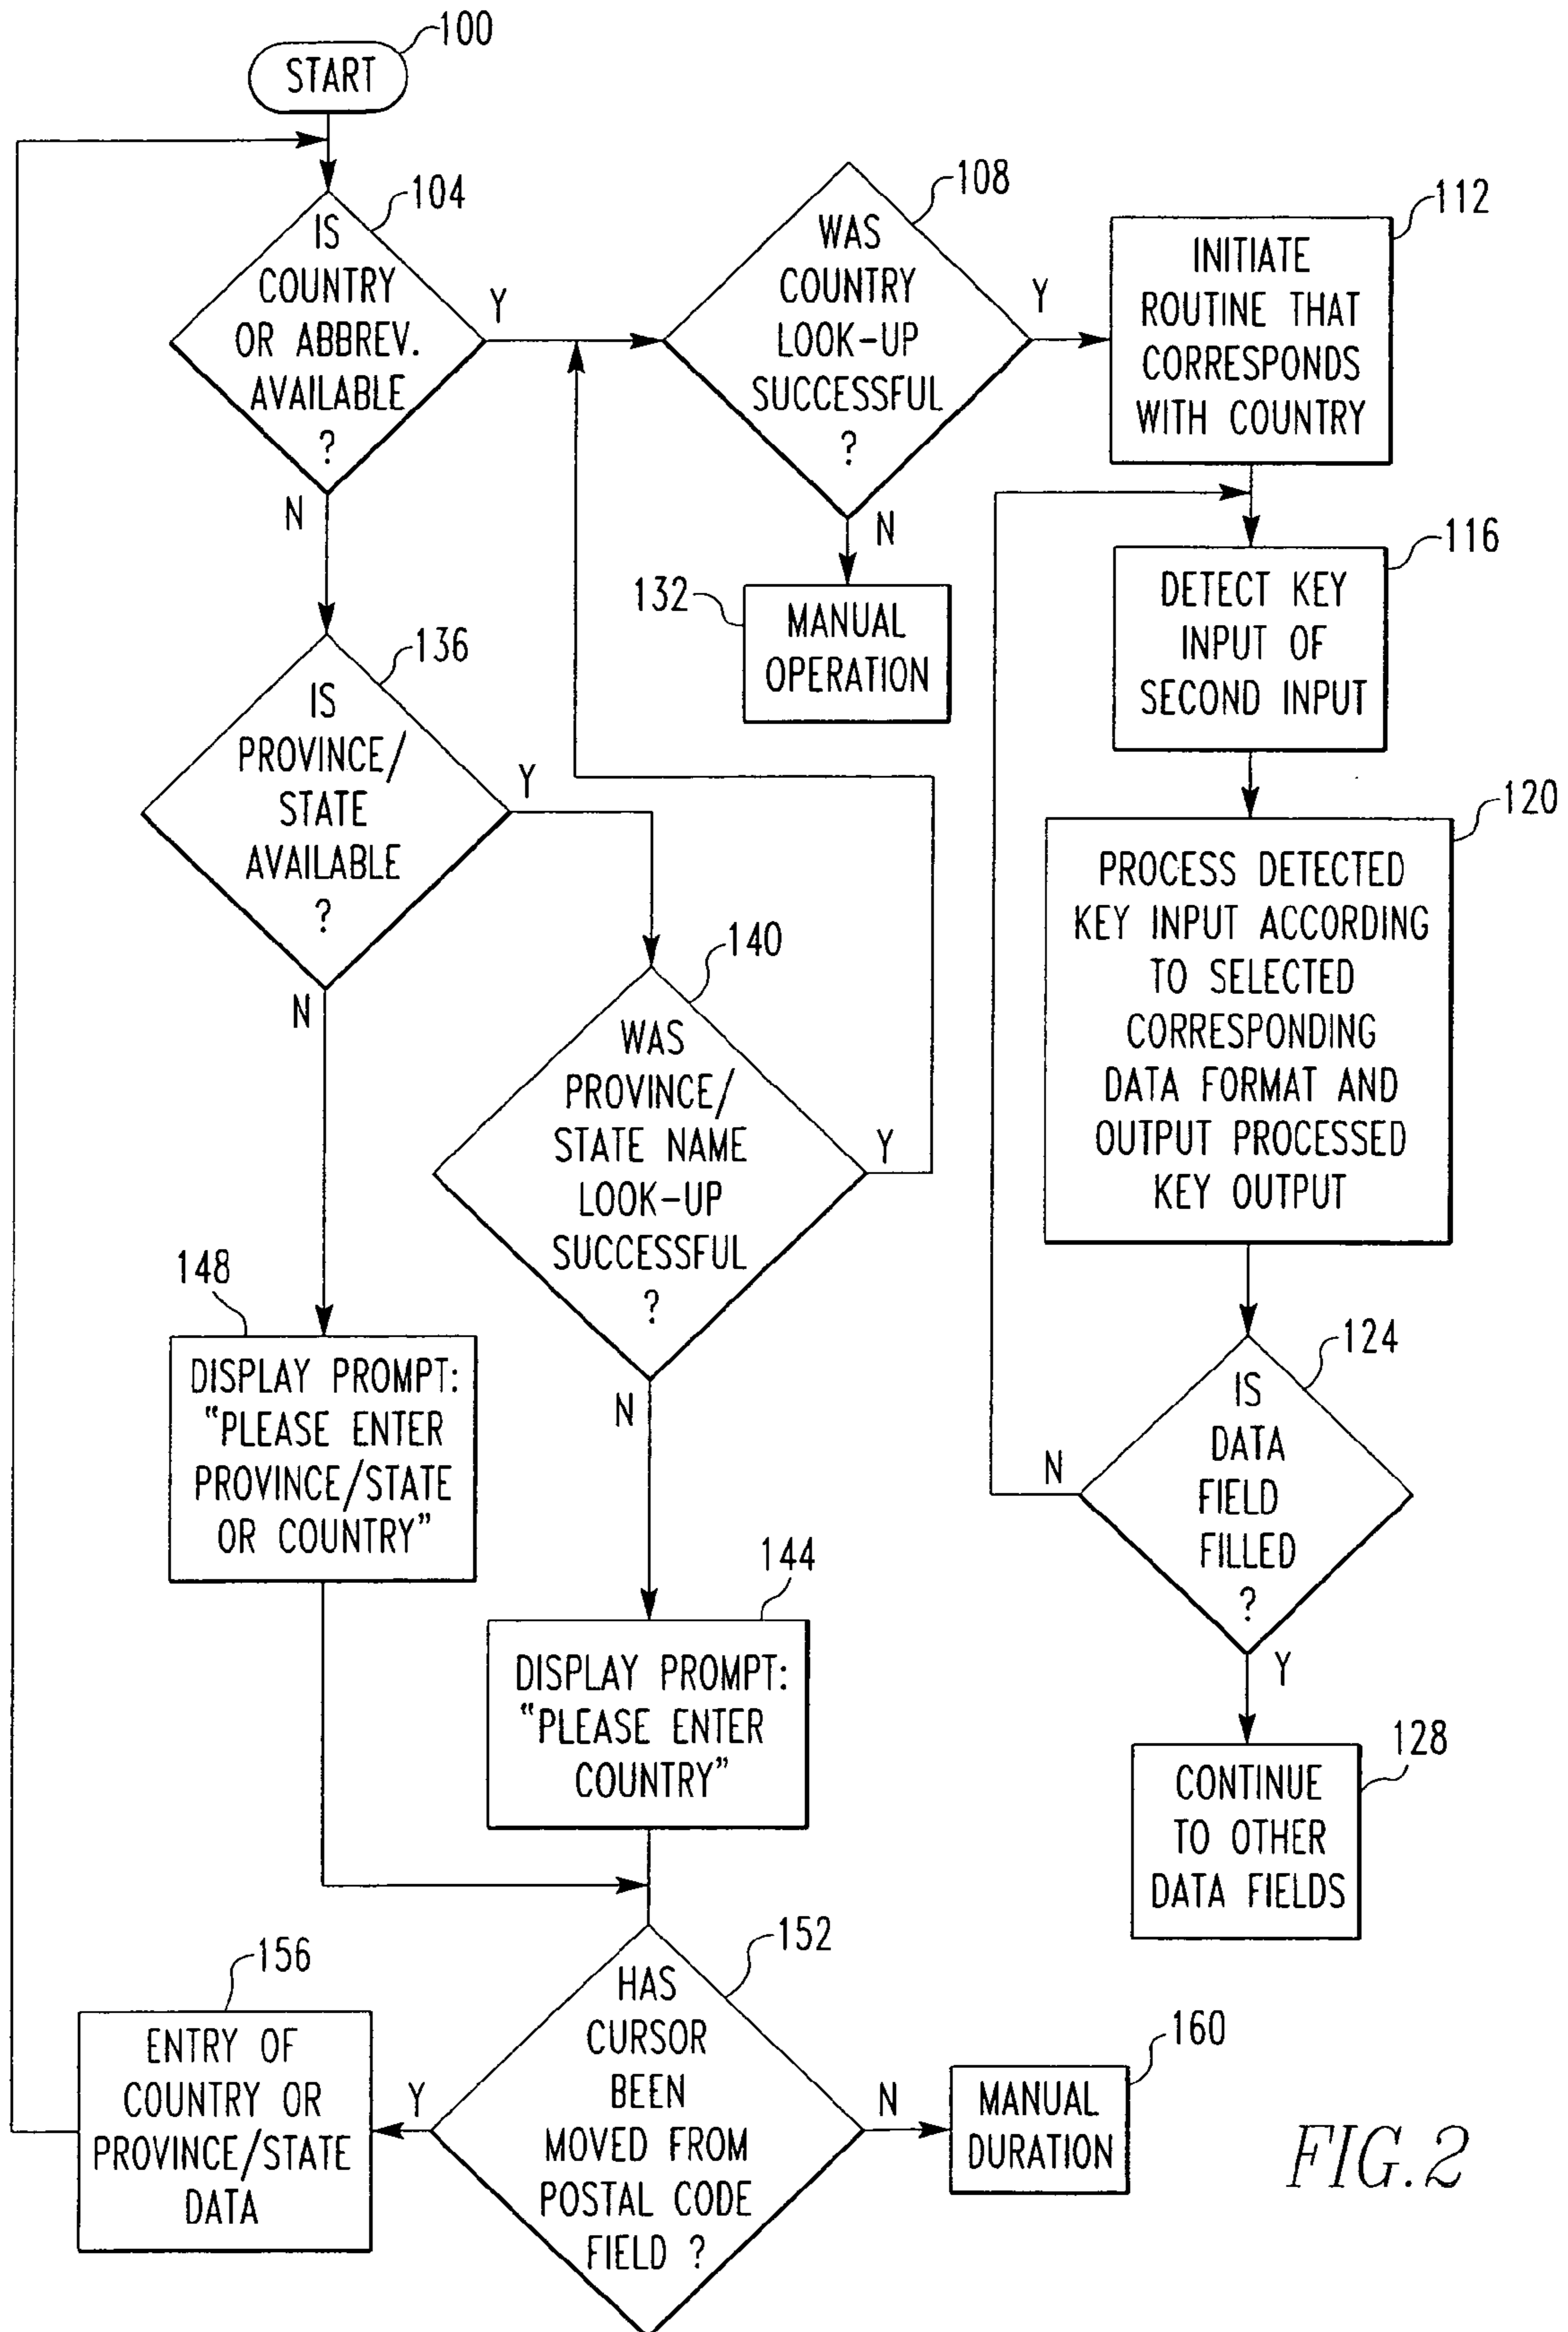 100
START
104
IS
COUNTRY
OR ABBREV.
AVAILABLE
?
Y
N
108
WAS
COUNTRY
LOOK-UP
SUCCESSFUL
?
Y
N
112
INITIATE
ROUTINE THAT
CORRESPONDS
WITH COUNTRY
116
DETECT KEY
INPUT OF
SECOND INPUT
132
MANUAL
OPERATION
136
IS
PROVINCE/
STATE
AVAILABLE
?
Y
N
120
PROCESS DETECTED
KEY INPUT ACCORDING
TO SELECTED
CORRESPONDING
DATA FORMAT AND
OUTPUT PROCESSED
KEY OUTPUT
140
WAS
PROVINCE/
STATE NAME
LOOK-UP
SUCCESSFUL
?
Y
N
148
DISPLAY PROMPT:
"PLEASE ENTER
PROVINCE/STATE
OR COUNTRY"
124
IS
DATA
FIELD
FILLED
?
N
Y
144
DISPLAY PROMPT:
"PLEASE ENTER
COUNTRY"
128
CONTINUE
TO OTHER
DATA FIELDS
152
HAS
CURSOR
BEEN
MOVED FROM
POSTAL CODE
FIELD ?
Y
N
156
ENTRY OF
COUNTRY OR
PROVINCE/STATE
DATA
160
MANUAL
DURATION
FIG.2